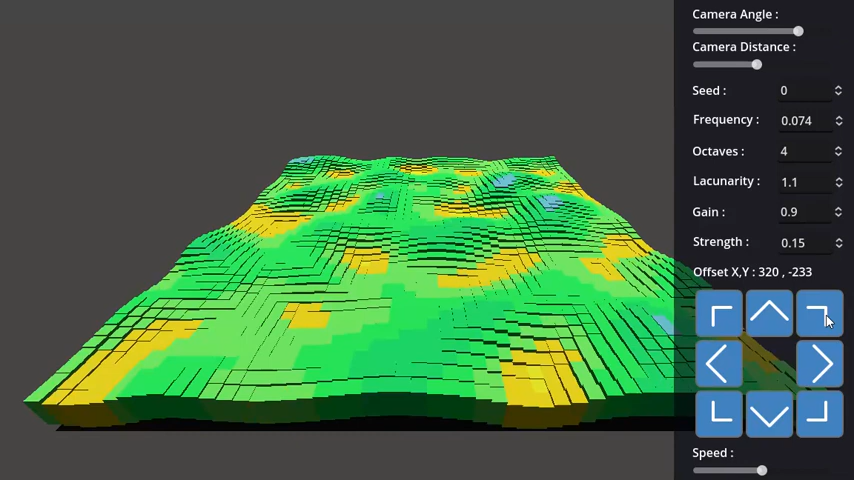 Camera Angle :
Camera Distance :
Seed : 0
Frequency : 0.074
Octaves : 4
Lacunarity : 1.1
Gain : 0.9
Strength : 0.15
Offset X,Y : 320 , -233
Speed :